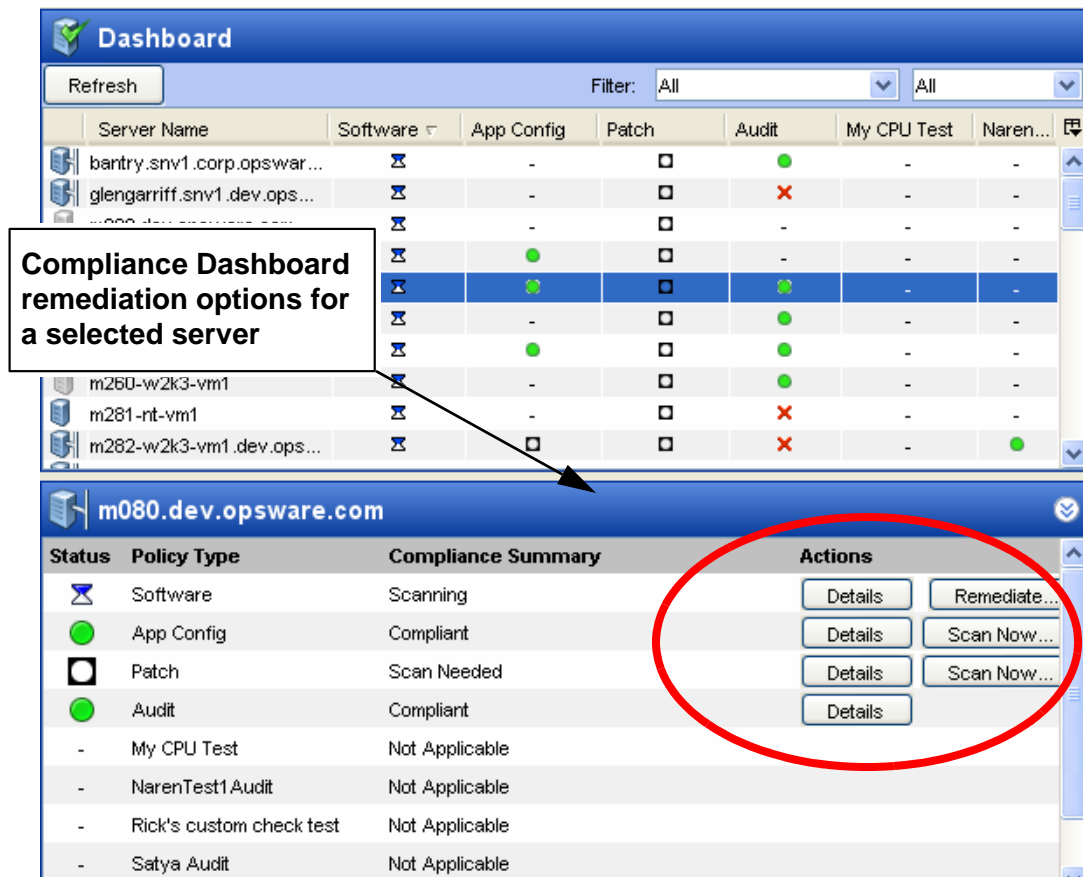 Dashboard
Refresh Filter: All All
Server Name Software App Config Patch Audit My CPU Test Naren...
bantry.snv1.corp.opswar... - - -
glengarriff.snv1.dev.ops... - - -
- - - -
Compliance Dashboard
remediation options for
a selected server
- - -
- -
- - -
- -
m260-w2k3-vm1 - - -
m281-nt-vm1 - - -
m282-w2k3-vm1.dev.ops... -
m080.dev.opsware.com
Status Policy Type Compliance Summary Actions
Software Scanning Details Remediate...
App Config Compliant Details Scan Now...
Patch Scan Needed Details Scan Now...
Audit Compliant Details
- My CPU Test Not Applicable
- NarenTest1Audit Not Applicable
- Rick's custom check test Not Applicable
- Satya Audit Not Applicable